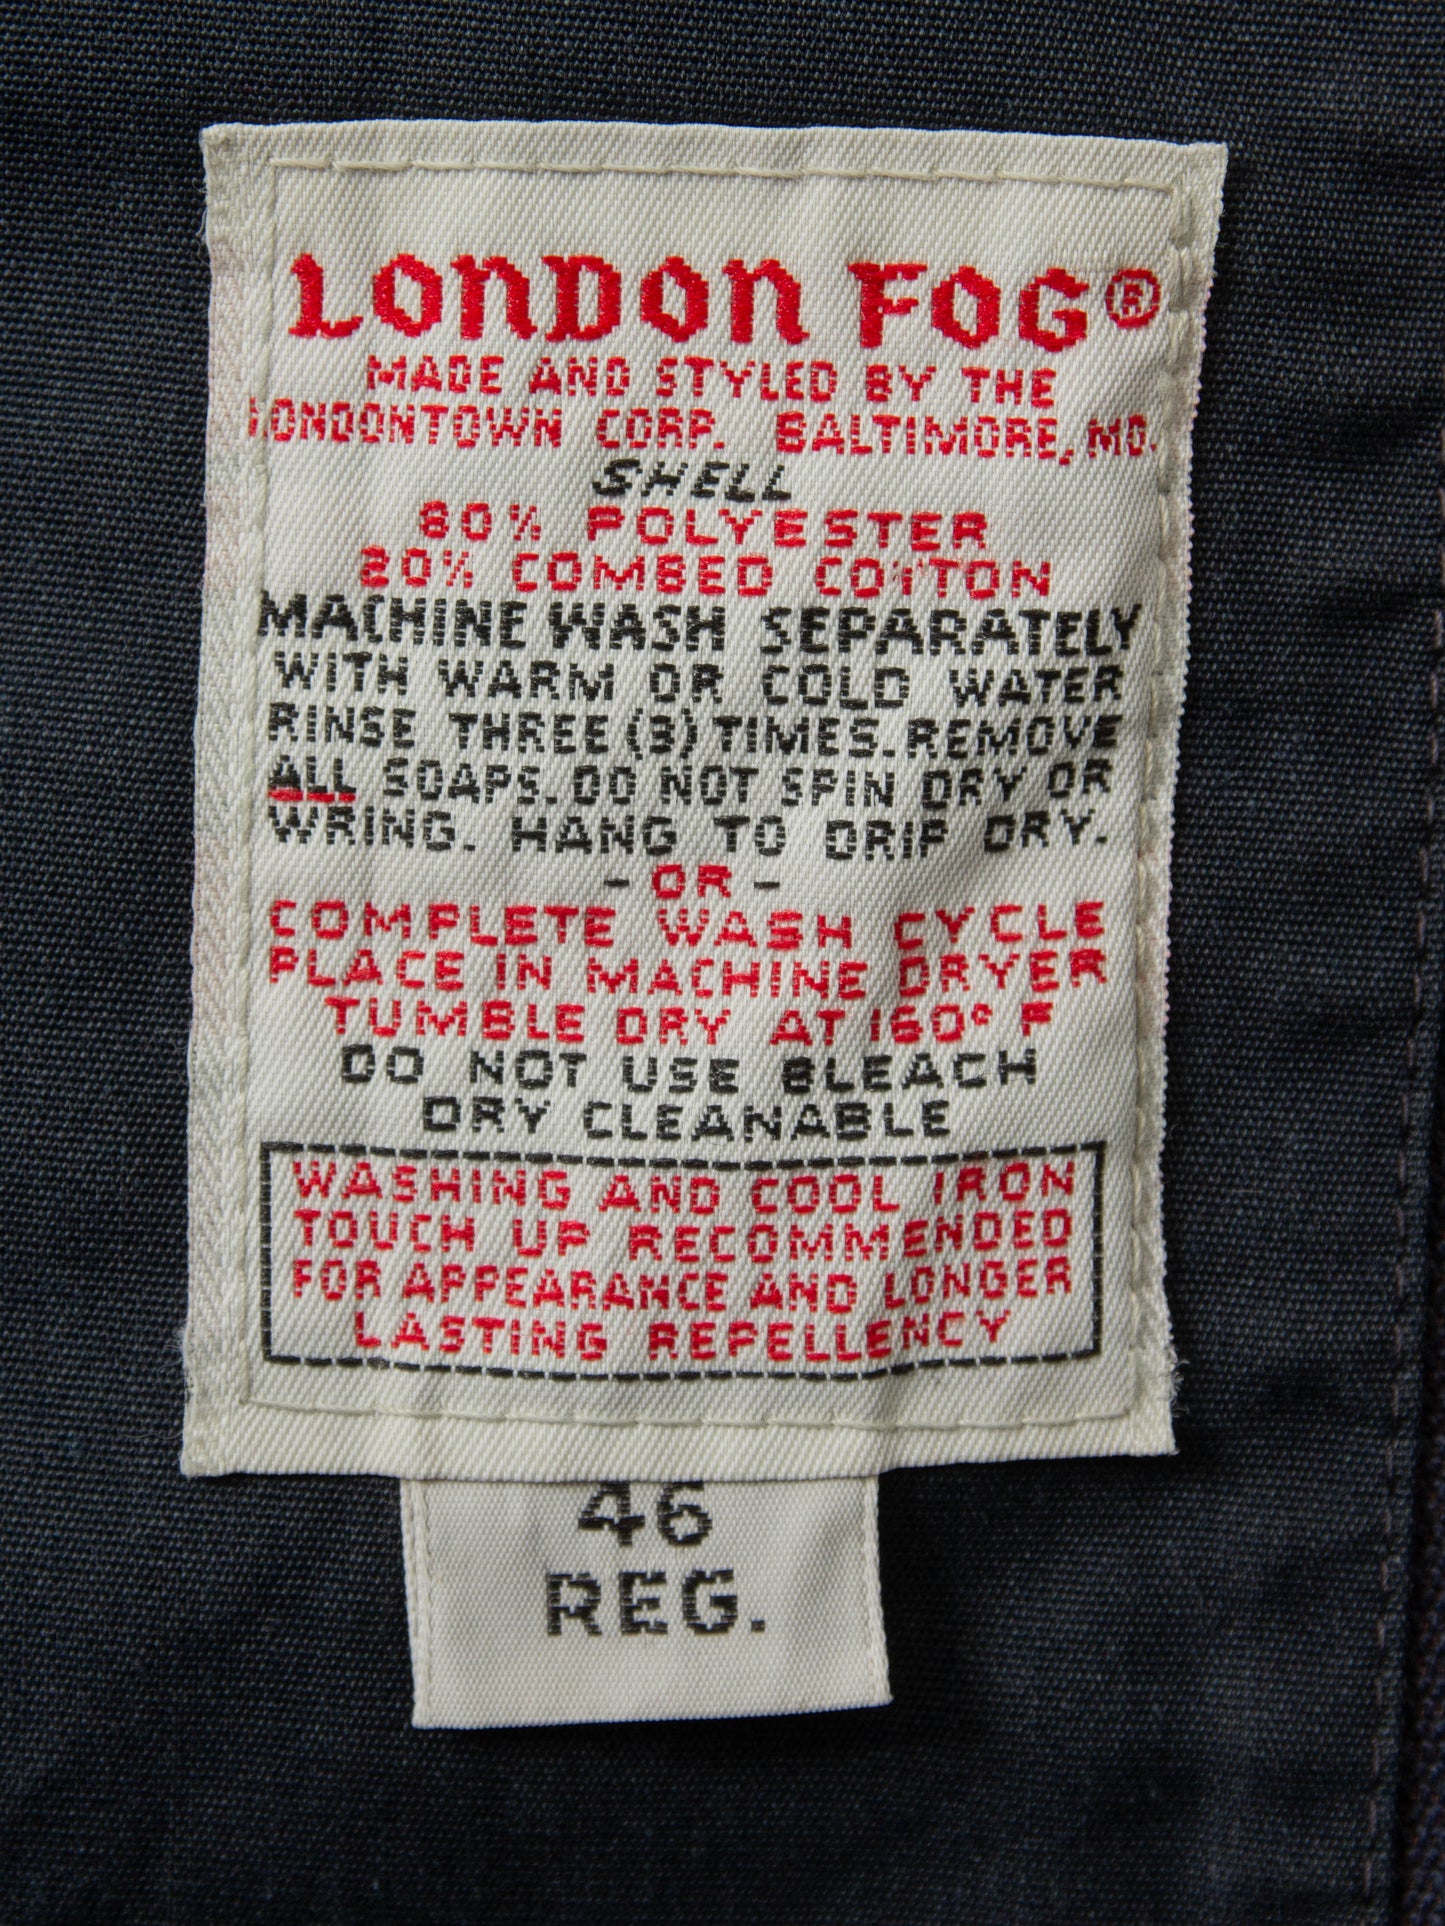 LONDON FOG®
MADE AND STYLED BY THE
LONDONTOWN CORP. BALTIMORE, MD.
SHELL
80% POLYESTER
20% COMBED COTTON
MACHINE WASH SEPARATELY
WITH WARM OR COLD WATER
RINSE THREE (3) TIMES. REMOVE
ALL SOAPS. DO NOT SPIN DRY OR
WRING. HANG TO DRIP DRY.
- OR -
COMPLETE WASH CYCLE
PLACE IN MACHINE DRYER
TUMBLE DRY AT 160° F
DO NOT USE BLEACH
DRY CLEANABLE
WASHING AND COOL IRON
TOUCH UP RECOMMENDED
FOR APPEARANCE AND LONGER
LASTING REPELLENCY
46
REG.